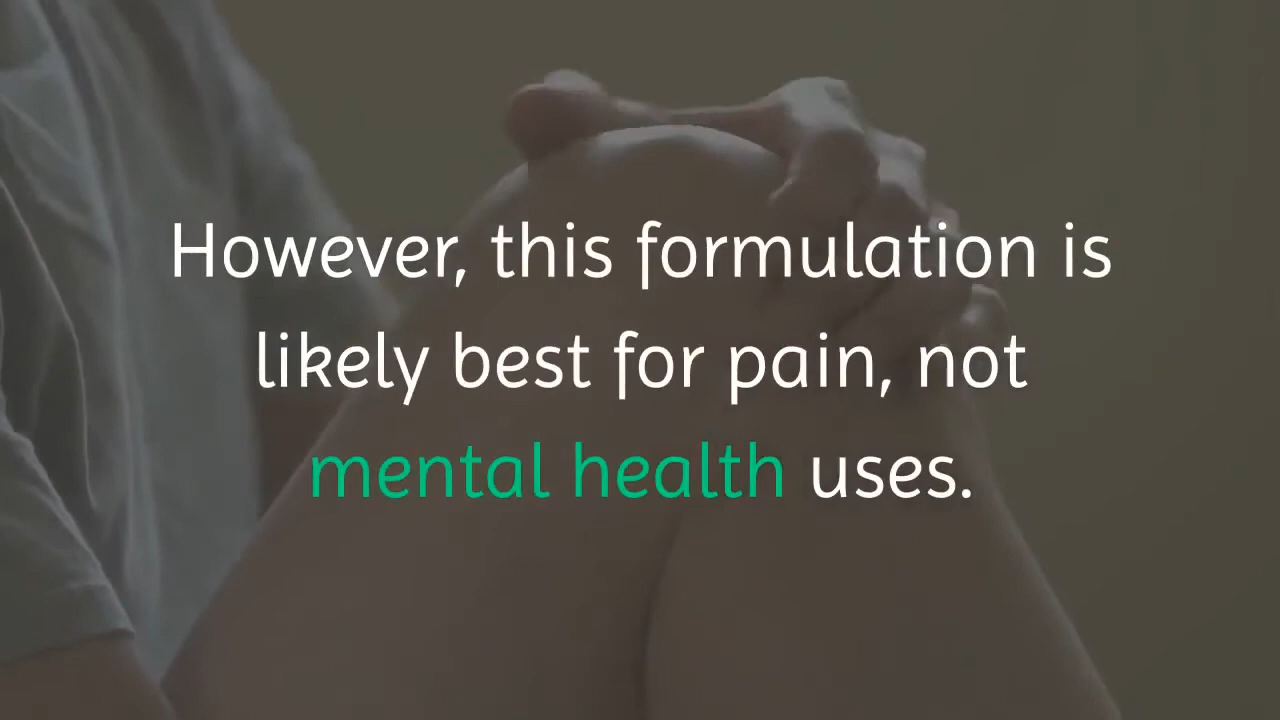 However, this formulation is
likely best for pain, not
mental health uses.